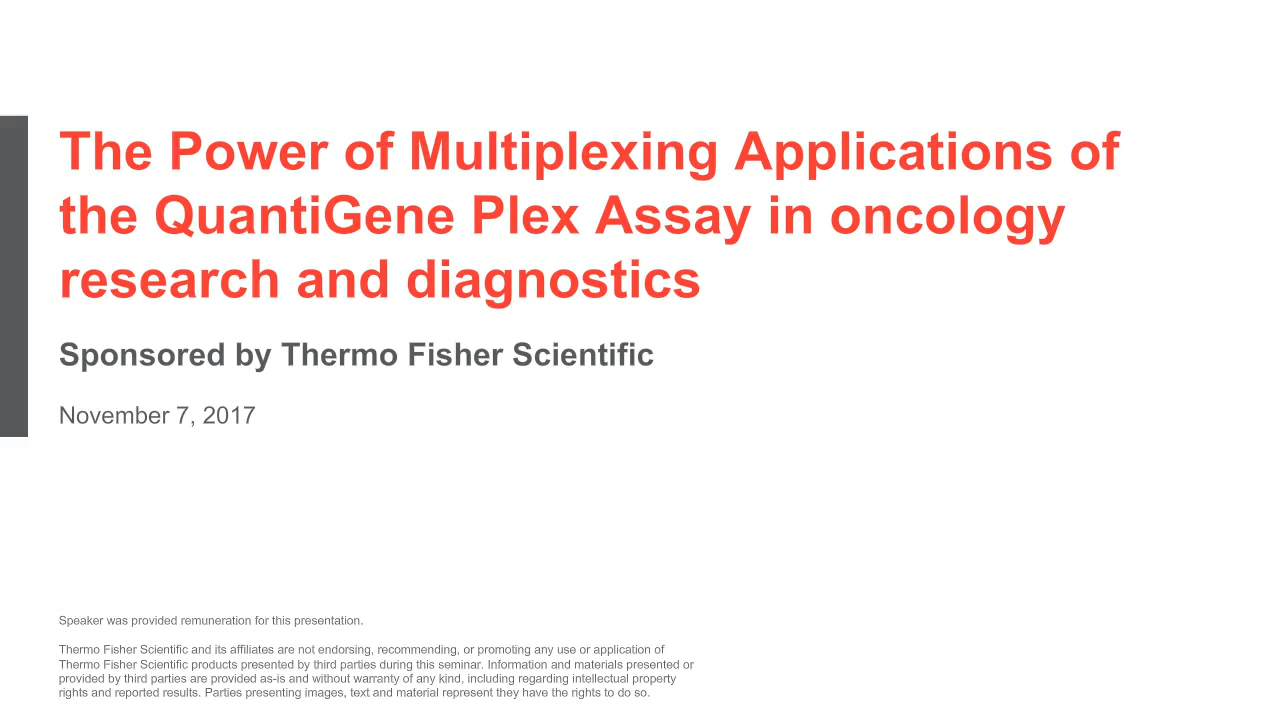 The Power of Multiplexing Applications of
the QuantiGene Plex Assay in oncology
research and diagnostics
Sponsored by Thermo Fisher Scientific
November 7, 2017
Speaker was provided remuneration for this presentation.
Thermo Fisher Scientific and its affiliates are not endorsing, recommending, or promoting any use or application of
Thermo Fisher Scientific products presented by third parties during this seminar. Information and materials presented or
provided by third parties are provided as-is and without warranty of any kind, including regarding intellectual property
rights and reported results. Parties presenting images, text and material represent they have the rights to do so.